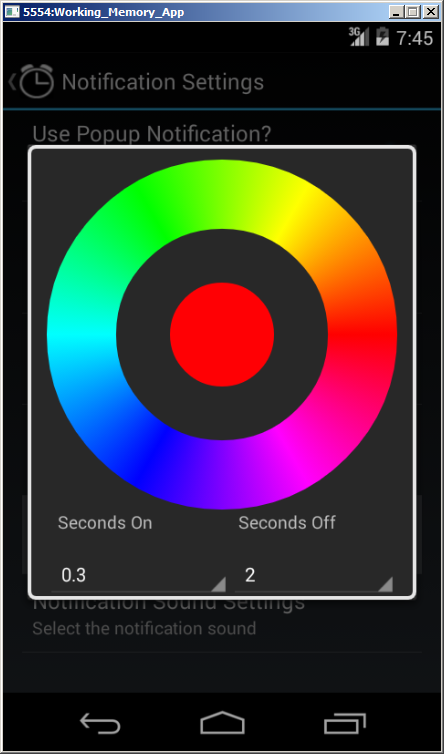 5554:Working_Memory_App
3G 7:45
Notification Settings
Use Popup Notification?
Seconds On Seconds Off
0.3 2
Notification Sound Settings
Select the notification sound